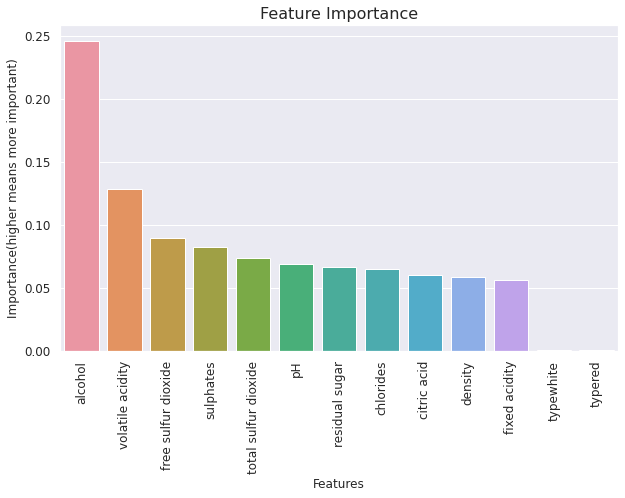 Feature Importance
Importance(higher means more important)
0.25
0.20
0.15
0.10
0.05
0.00
alcohol
volatile acidity
free sulfur dioxide
sulphates
total sulfur dioxide
pH
residual sugar
chlorides
citric acid
density
fixed acidity
typewhite
typered
Features